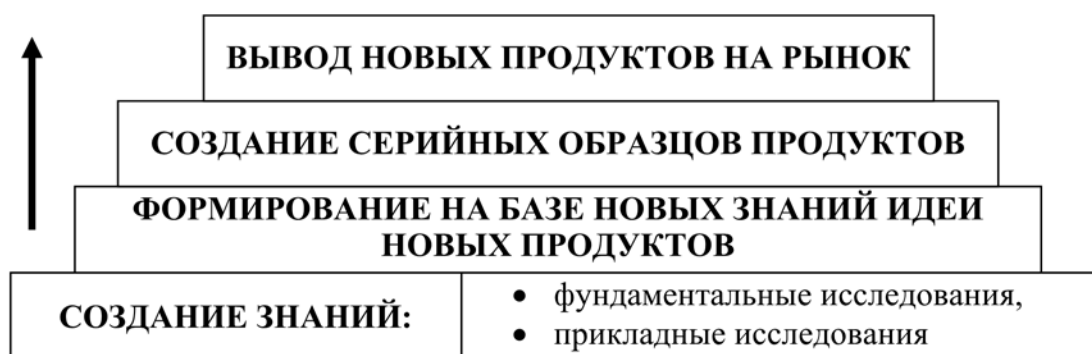 ВЫВОД НОВЫХ ПРОДУКТОВ НА РЫНОК
СОЗДАНИЕ СЕРИЙНЫХ ОБРАЗЦОВ ПРОДУКТОВ
ФОРМИРОВАНИЕ НА БАЗЕ НОВЫХ ЗНАНИЙ ИДЕИ
НОВЫХ ПРОДУКТОВ
СОЗДАНИЕ ЗНАНИЙ:
• фундаментальные исследования,
• прикладные исследования